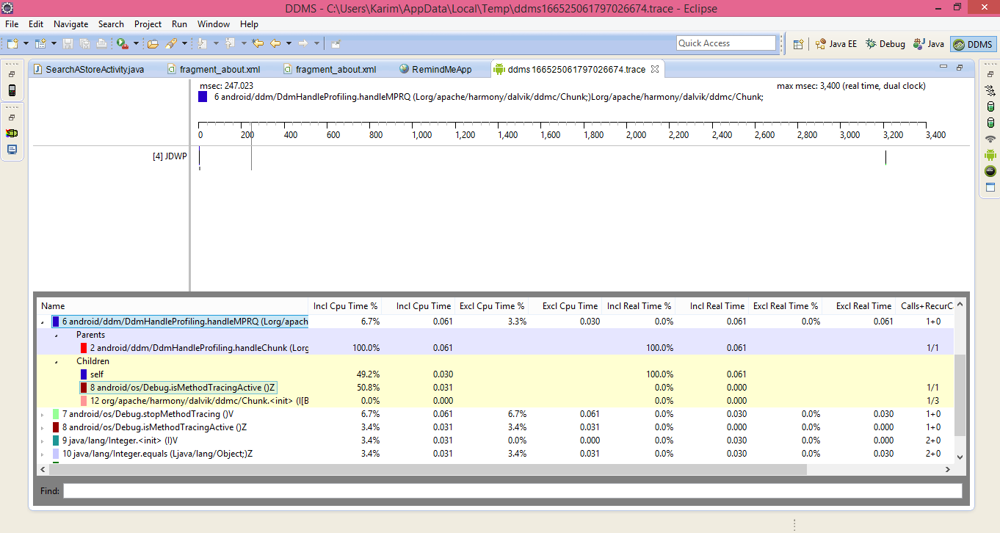 DDMS - C:\Users\Karim\AppData\Local\Temp\ddms166525061797026674.trace - Eclipse
File Edit Navigate Search Project Run Window Help
Quick Access Java EE Debug Java DDMS
SearchAStoreActivity.java fragment_about.xml fragment_about.xml RemindMeApp ddms166525061797026674.trace
msec: 247.023 max msec: 3,400 (real time, dual clock)
6 android/ddm/DdmHandleProfiling.handleMPRQ (Lorg/apache/harmony/dalvik/ddmc/Chunk;)Lorg/apache/harmony/dalvik/ddmc/Chunk;
0 200 400 600 800 1,000 1,200 1,400 1,600 1,800 2,000 2,200 2,400 2,600 2,800 3,000 3,200 3,400
[4] JDWP
Name Incl Cpu Time % Incl Cpu Time Excl Cpu Time % Excl Cpu Time Incl Real Time % Incl Real Time Excl Real Time % Excl Real Time Calls+RecurC
6 android/ddm/DdmHandleProfiling.handleMPRQ (Lorg/apach 6.7% 0.061 3.3% 0.030 0.0% 0.061 0.0% 0.061 1+0
Parents
2 android/ddm/DdmHandleProfiling.handleChunk (Lorg 100.0% 0.061 100.0% 0.061 1/1
Children
self 49.2% 0.030 100.0% 0.061
8 android/os/Debug.isMethodTracingActive ()Z 50.8% 0.031 0.0% 0.000 1/1
12 org/apache/harmony/dalvik/ddmc/Chunk.<init> (I[B 0.0% 0.000 0.0% 0.000 1/3
7 android/os/Debug.stopMethodTracing ()V 6.7% 0.061 6.7% 0.061 0.0% 0.030 0.0% 0.030 1+0
8 android/os/Debug.isMethodTracingActive ()Z 3.4% 0.031 3.4% 0.031 0.0% 0.000 0.0% 0.000 1+0
9 java/lang/Integer.<init> (I)V 3.4% 0.031 0.0% 0.000 0.0% 0.030 0.0% 0.000 2+0
10 java/lang/Integer.equals (Ljava/lang/Object;)Z 3.4% 0.031 3.4% 0.031 0.0% 0.030 0.0% 0.030 2+0
Find: